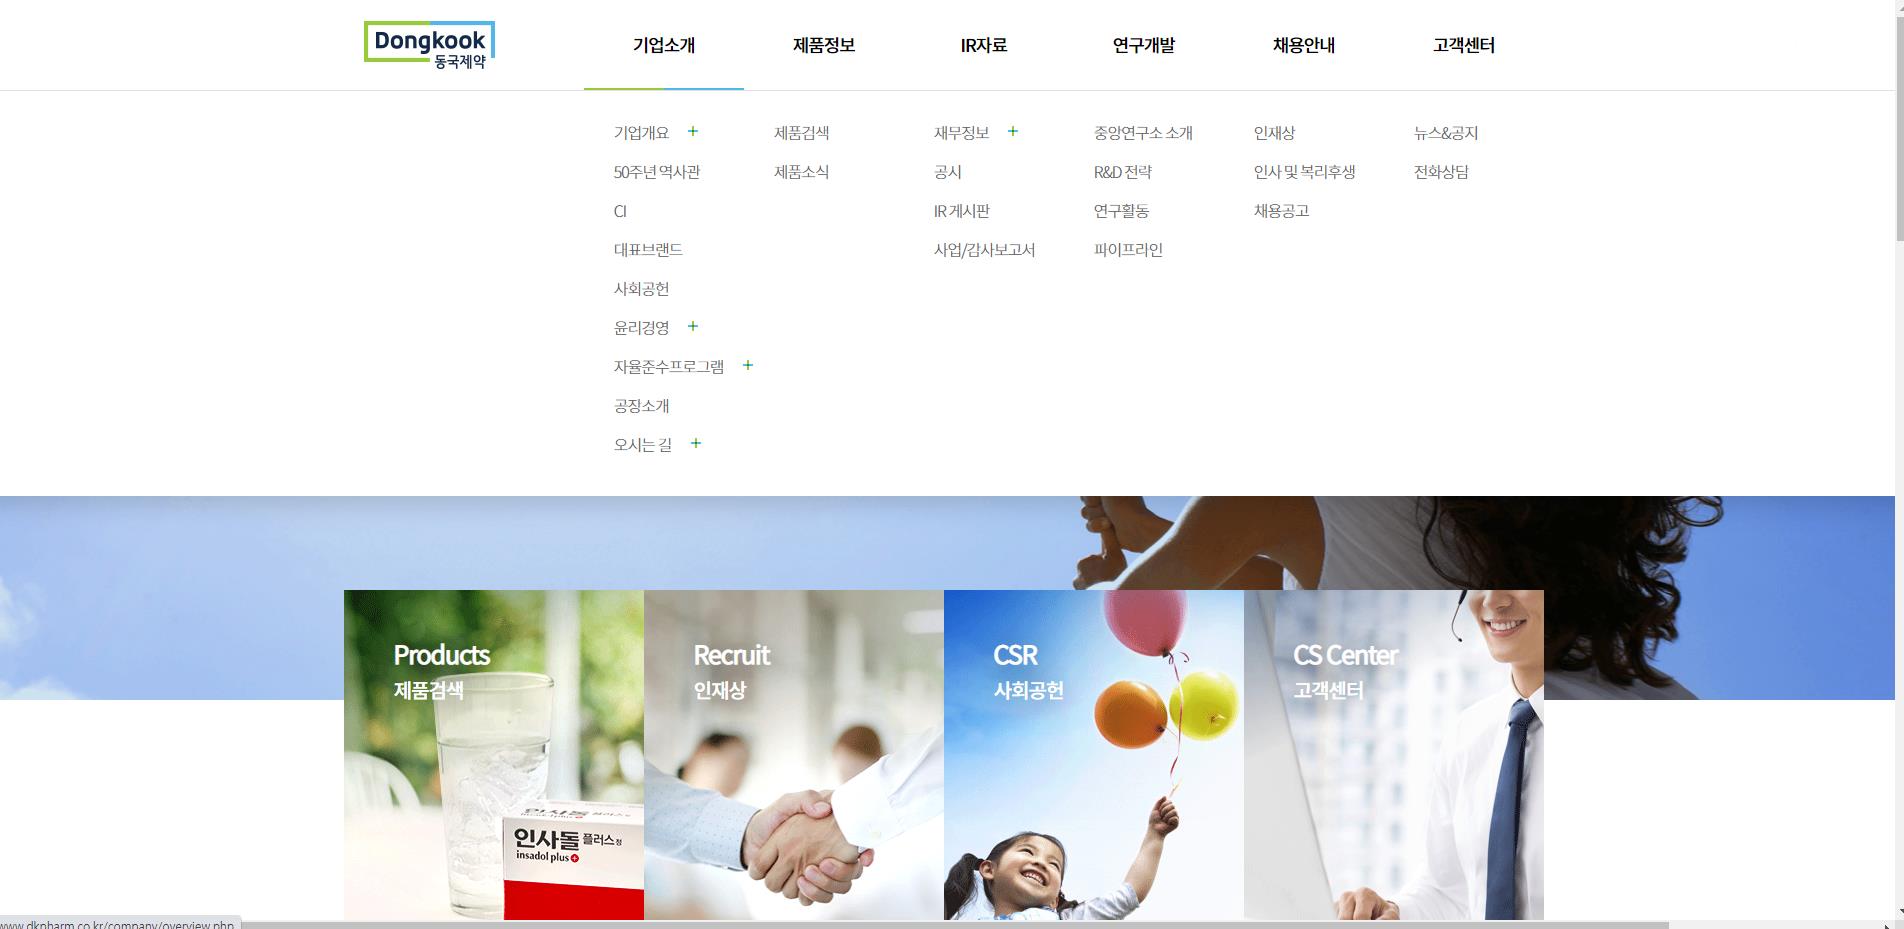 Dongkook
동국제약
기업소개
제품정보
IR자료
연구개발
채용안내
고객센터
기업개요 +
50주년 역사관
CI
대표브랜드
사회공헌
윤리경영 +
자율준수프로그램 +
공장소개
오시는 길 +
제품검색
제품소식
재무정보 +
공시
IR 게시판
사업/감사보고서
중앙연구소 소개
R&D 전략
연구활동
파이프라인
인재상
인사 및 복리후생
채용공고
뉴스&공지
전화상담
Products
제품검색
인사돌 플러스정
insadol plus
Recruit
인재상
CSR
사회공헌
CS Center
고객센터
www.dkpharm.co.kr/company/overview.php